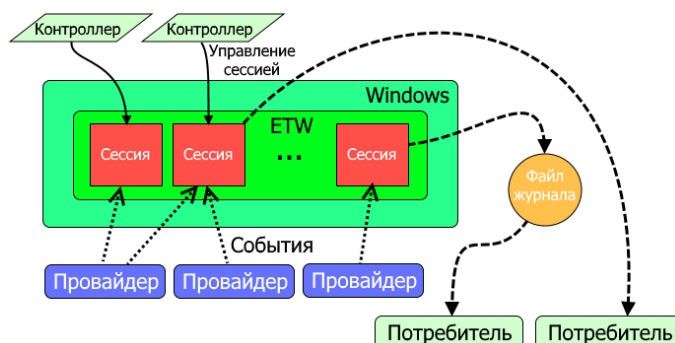 Контроллер
Контроллер
Управление
сессией
Windows
ETW
Сессия
Сессия
...
Сессия
Файл
журнала
События
Провайдер
Провайдер
Провайдер
Потребитель
Потребитель